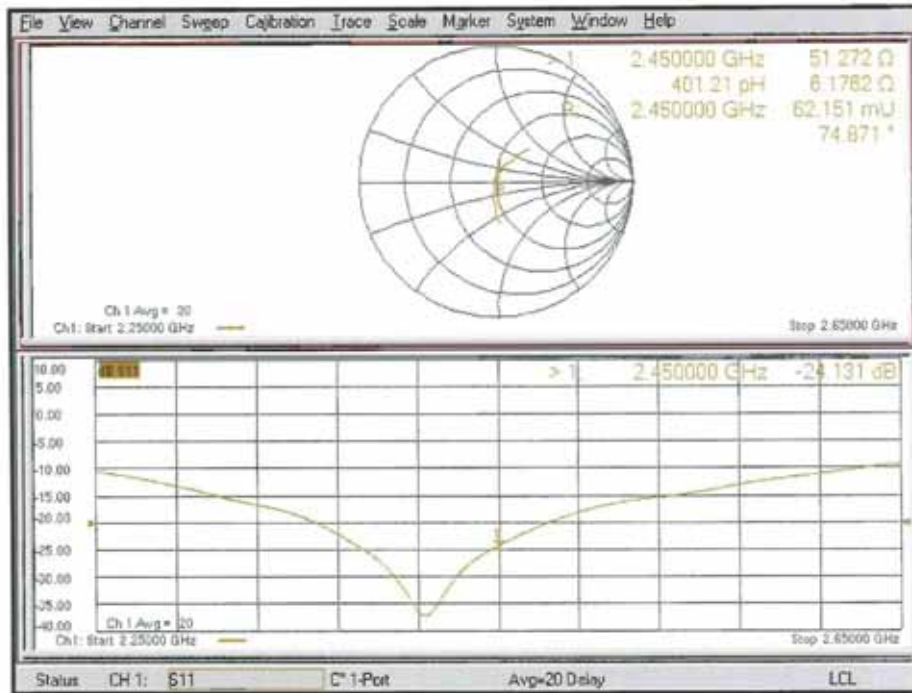 File View Channel Sweep Calibration Trace Scale Marker System Window Help
> 1: 2.450000 GHz 51.272 Ω
401.21 pH 6.1762 Ω
2.450000 GHz 62.151 mU
74.871 °
Ch 1 Avg = 20
Ch1: Start 2.25000 GHz
Stop 2.65000 GHz
10.00
> 1: 2.450000 GHz -24.131 dB
5.00
0.00
-5.00
-10.00
-15.00
-20.00
-25.00
-30.00
-35.00
-40.00
Ch 1 Avg = 20
Ch1: Start 2.25000 GHz
Stop 2.65000 GHz
Status CH 1: S11 C* 1-Port Avg=20 Delay LCL